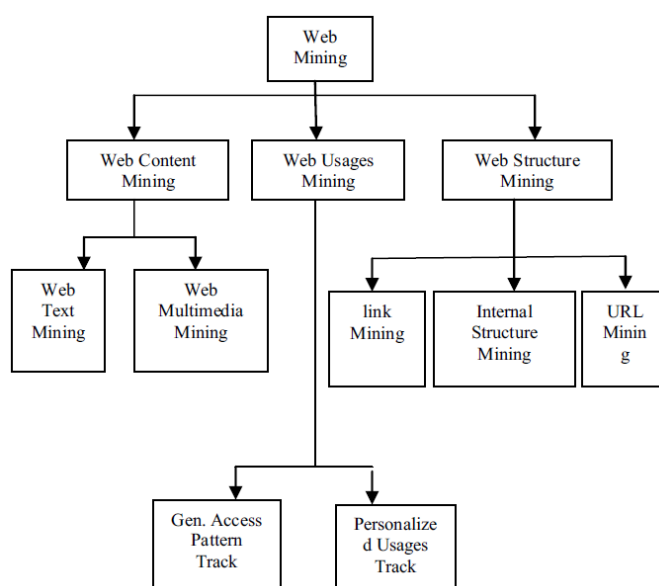 Web
Mining
Web Content
Mining
Web Usages
Mining
Web Structure
Mining
Web
Text
Mining
Web
Multimedia
Mining
link
Mining
Internal
Structure
Mining
URL
Minin
g
Gen. Access
Pattern
Track
Personalize
d Usages
Track